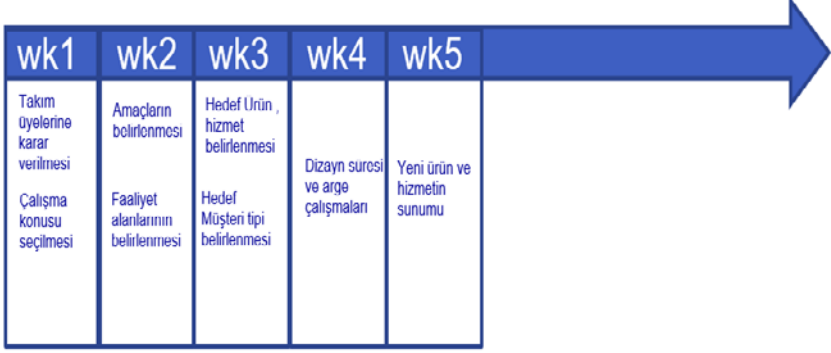 wk1
wk2
wk3
wk4
wk5
Takım
üyelerine
karar
verilmesi
Çalışma
konusu
seçilmesi
Amaçların
belirlenmesi
Faaliyet
alanlarının
belirlenmesi
Hedef Ürün ,
hizmet
belirlenmesi
Hedef
Müşteri tipi
belirlenmesi
Dizayn süresi
ve arge
çalışmaları
Yeni ürün ve
hizmetin
sunumu